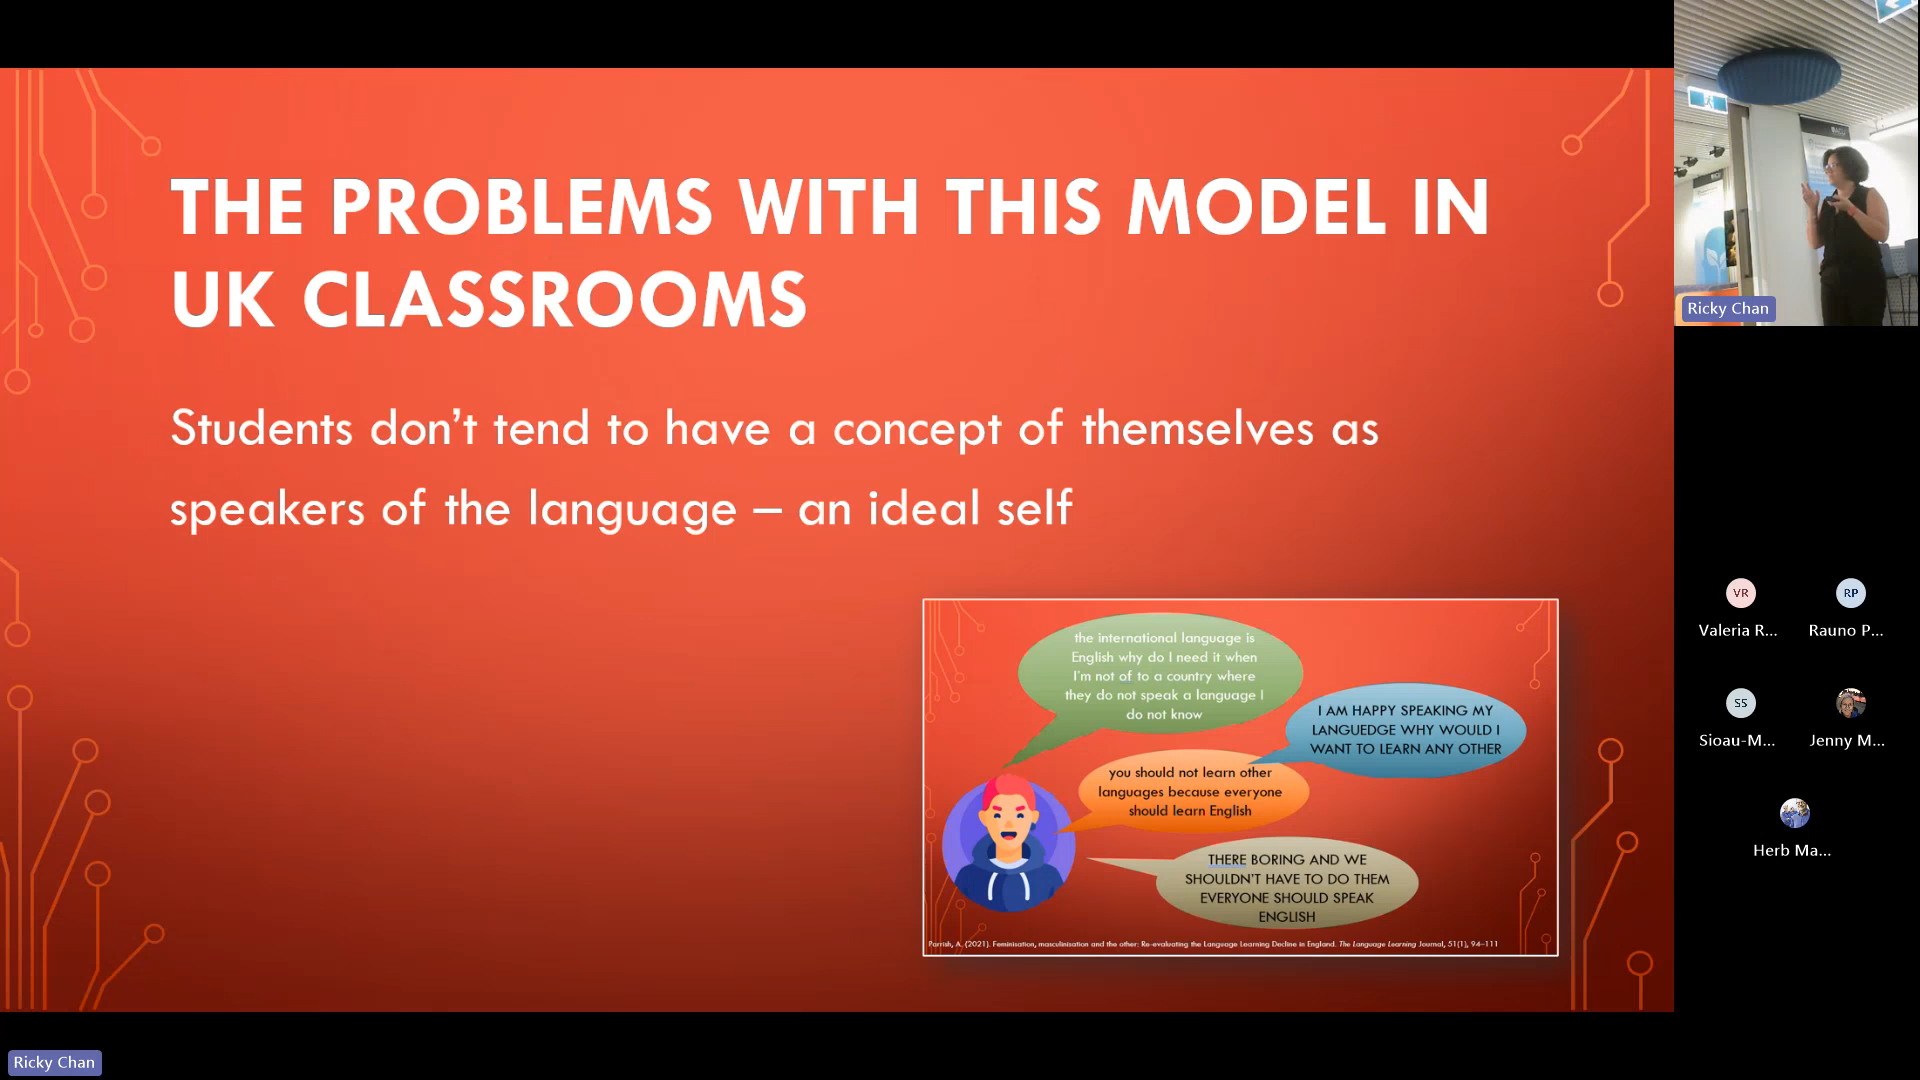 THE PROBLEMS WITH THIS MODEL IN
UK CLASSROOMS
Students don't tend to have a concept of themselves as
speakers of the language – an ideal self
the international language is
English why do I need it when
I'm not of to a country where
they do not speak a language I
do not know
I AM HAPPY SPEAKING MY
LANGUEDGE WHY WOULD I
WANT TO LEARN ANY OTHER
you should not learn other
languages because everyone
should learn English
THERE BORING AND WE
SHOULDN'T HAVE TO DO THEM
EVERYONE SHOULD SPEAK
ENGLISH
Parrish, A. (2021). Feminisation, masculinisation and the other: Re-evaluating the Language Learning Decline in England. The Language Learning Journal, 51(1), 94–111
Ricky Chan
VR
RP
Valeria R...
Rauno P...
SS
Sioau-M...
Jenny M...
Herb Ma...
Ricky Chan